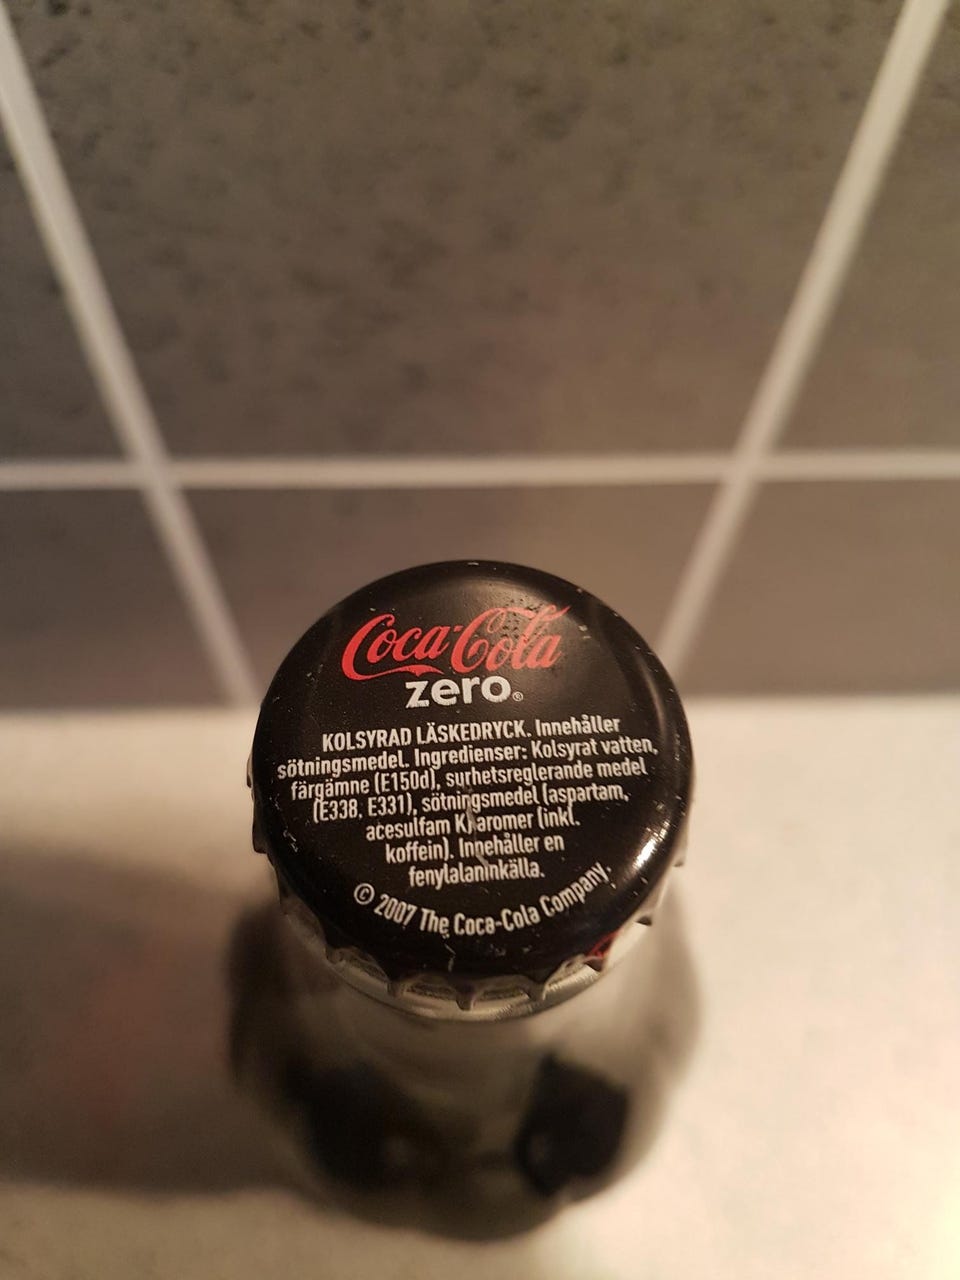 Coca-Cola
zero®
KOLSYRAD LÄSKEDRYCK. Innehåller
sötningsmedel. Ingredienser: Kolsyrat vatten,
färgämne (E150d), surhetsreglerande medel
(E338, E331), sötningsmedel (aspartam,
acesulfam K) aromer (inkl.
koffein). Innehåller en
fenylalaninkälla.
© 2007 The Coca-Cola Company.